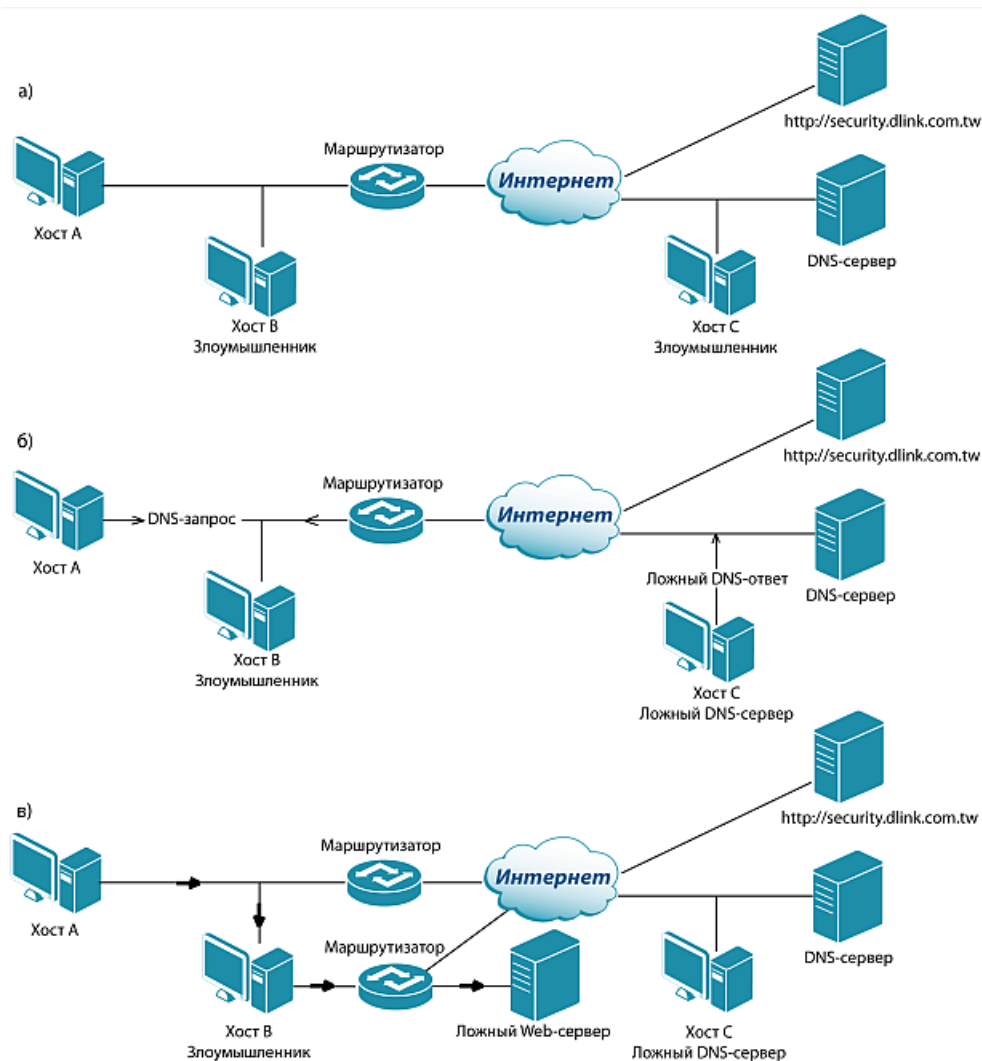 а)
http://security.dlink.com.tw
Маршрутизатор
Интернет
Хост А
DNS-сервер
Хост В
Злоумышленник
Хост С
Злоумышленник
б)
http://security.dlink.com.tw
Маршрутизатор
Интернет
DNS-запрос
Хост А
Ложный DNS-ответ
DNS-сервер
Хост В
Злоумышленник
Хост С
Ложный DNS-сервер
в)
http://security.dlink.com.tw
Маршрутизатор
Интернет
Хост А
Маршрутизатор
DNS-сервер
Хост В
Злоумышленник
Ложный Web-сервер
Хост С
Ложный DNS-сервер